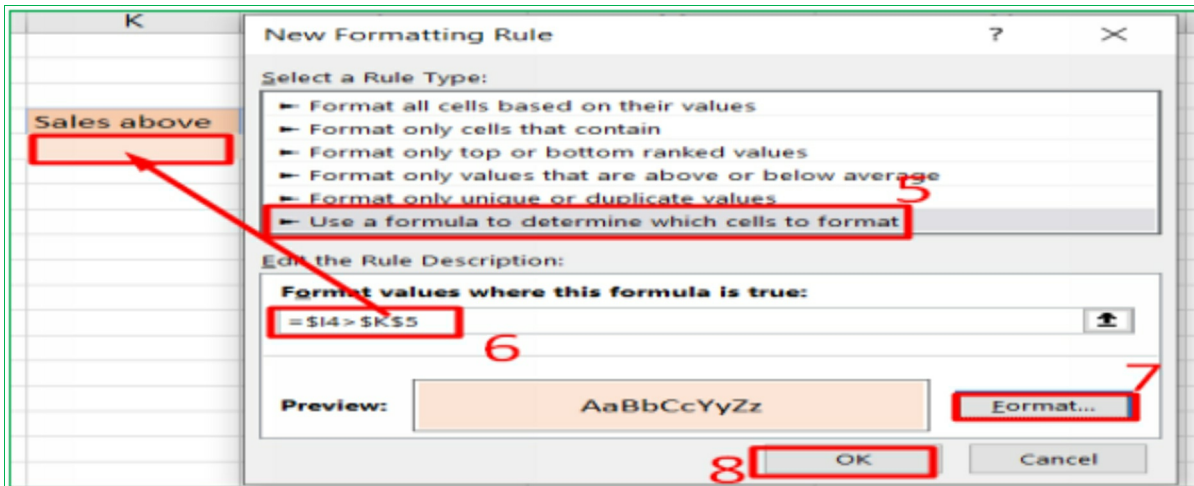 K
New Formatting Rule ? ×
Select a Rule Type:
► Format all cells based on their values
► Format only cells that contain
► Format only top or bottom ranked values
► Format only values that are above or below average
► Format only unique or duplicate values
► Use a formula to determine which cells to format
5
Sales above
Edit the Rule Description:
Format values where this formula is true:
=$I4>$K$5
6
Preview: AaBbCcYyZz Format...
7
8 OK Cancel